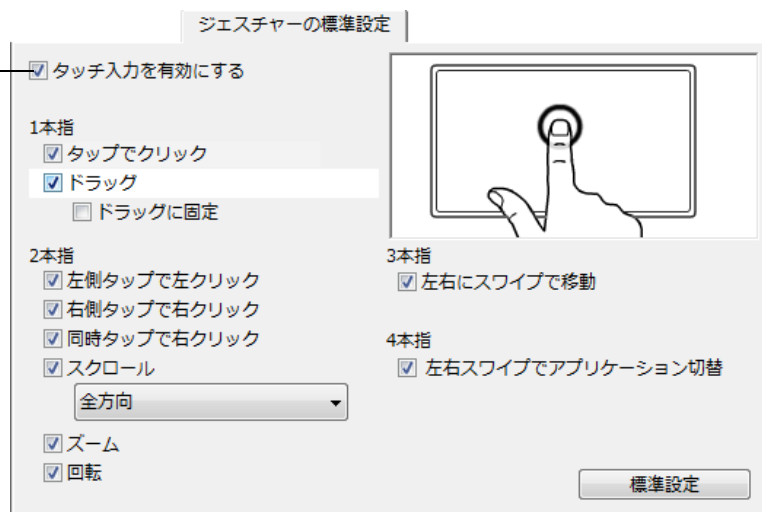 ジェスチャーの標準設定
タッチ入力を有効にする
1本指
タップでクリック
ドラッグ
ドラッグに固定
2本指
左側タップで左クリック
右側タップで右クリック
同時タップで右クリック
スクロール
全方向
ズーム
回転
3本指
左右にスワイプで移動
4本指
左右スワイプでアプリケーション切替
標準設定